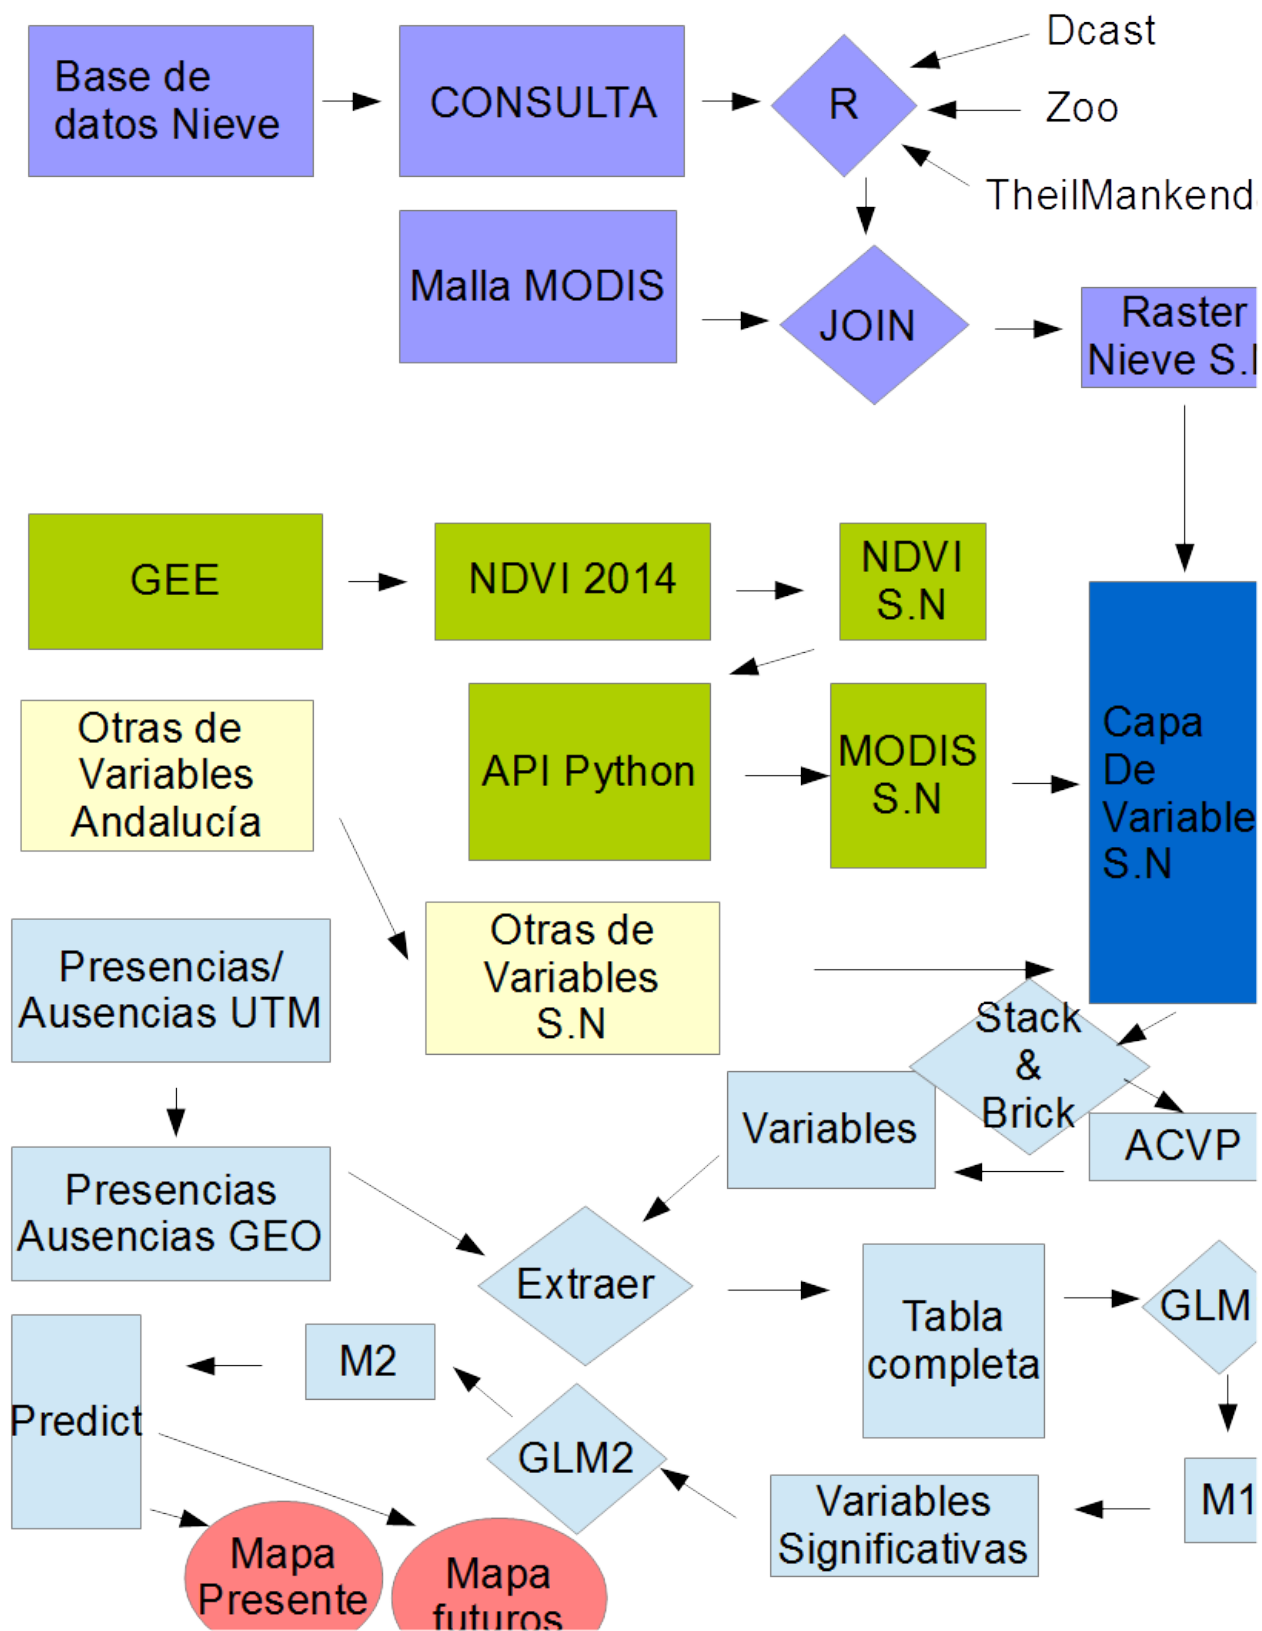 Base de
datos Nieve
CONSULTA
R
Dcast
Zoo
TheilMankend
Malla MODIS
JOIN
Raster
Nieve S.
GEE
NDVI 2014
NDVI
S.N
API Python
MODIS
S.N
Capa
De
Variable
S.N
Otras de
Variables
Andalucía
Otras de
Variables
S.N
Presencias/
Ausencias UTM
Stack
&
Brick
Variables
ACVP
Presencias
Ausencias GEO
Extraer
Tabla
completa
GLM
M1
Variables
Significativas
GLM2
M2
Predict
Mapa
Presente
Mapa
futuros